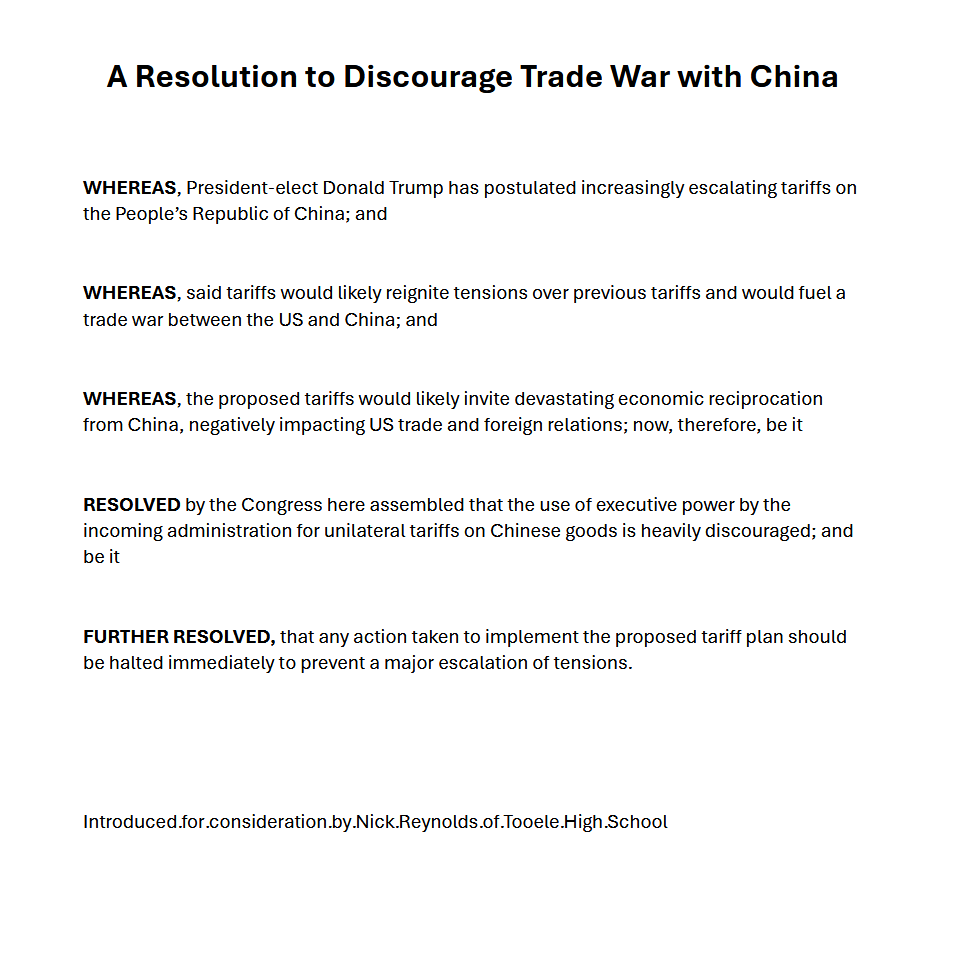 A Resolution to Discourage Trade War with China
WHEREAS, President-elect Donald Trump has postulated increasingly escalating tariffs on
the People’s Republic of China; and
WHEREAS, said tariffs would likely reignite tensions over previous tariffs and would fuel a
trade war between the US and China; and
WHEREAS, the proposed tariffs would likely invite devastating economic reciprocation
from China, negatively impacting US trade and foreign relations; now, therefore, be it
RESOLVED by the Congress here assembled that the use of executive power by the
incoming administration for unilateral tariffs on Chinese goods is heavily discouraged; and
be it
FURTHER RESOLVED, that any action taken to implement the proposed tariff plan should
be halted immediately to prevent a major escalation of tensions.
Introduced.for.consideration.by.Nick.Reynolds.of.Tooele.High.School